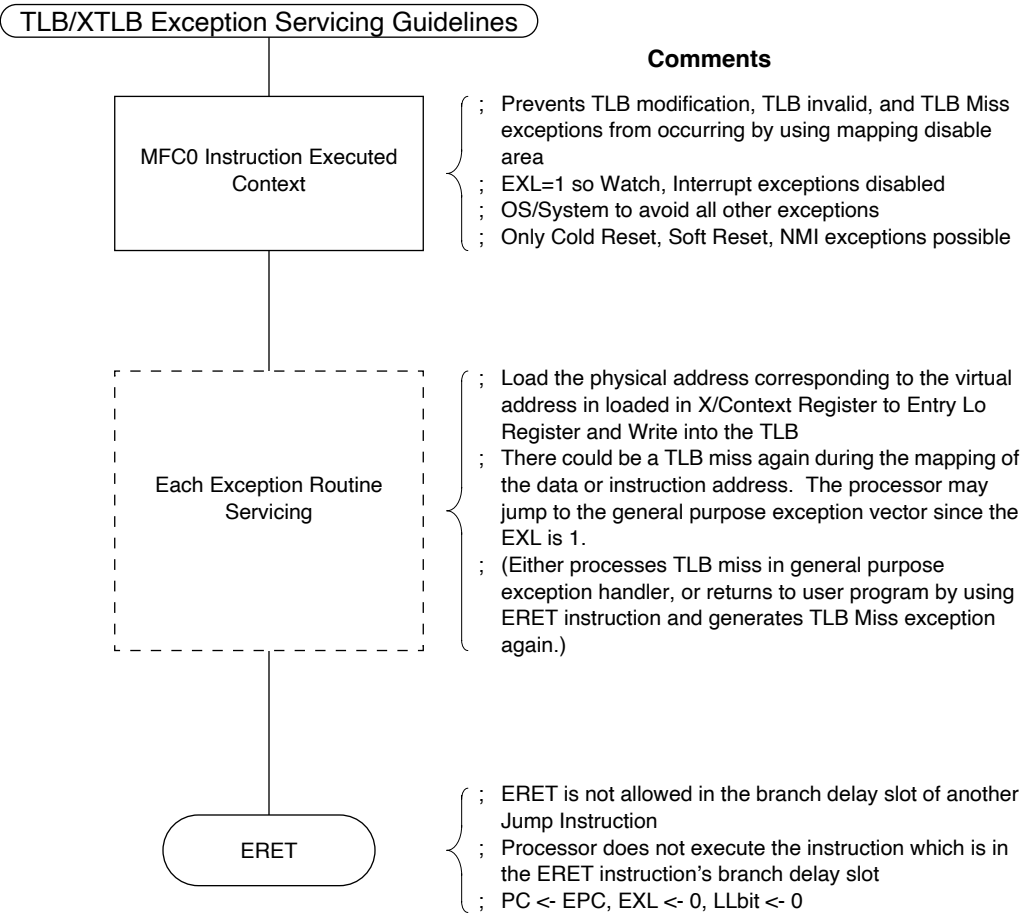 TLB/XTLB Exception Servicing Guidelines
Comments
MFC0 Instruction Executed
Context
; Prevents TLB modification, TLB invalid, and TLB Miss
exceptions from occurring by using mapping disable
area
; EXL=1 so Watch, Interrupt exceptions disabled
; OS/System to avoid all other exceptions
; Only Cold Reset, Soft Reset, NMI exceptions possible
Each Exception Routine
Servicing
; Load the physical address corresponding to the virtual
address in loaded in X/Context Register to Entry Lo
Register and Write into the TLB
; There could be a TLB miss again during the mapping of
the data or instruction address. The processor may
jump to the general purpose exception vector since the
EXL is 1.
; (Either processes TLB miss in general purpose
exception handler, or returns to user program by using
ERET instruction and generates TLB Miss exception
again.)
ERET
; ERET is not allowed in the branch delay slot of another
Jump Instruction
; Processor does not execute the instruction which is in
the ERET instruction's branch delay slot
; PC <- EPC, EXL <- 0, LLbit <- 0